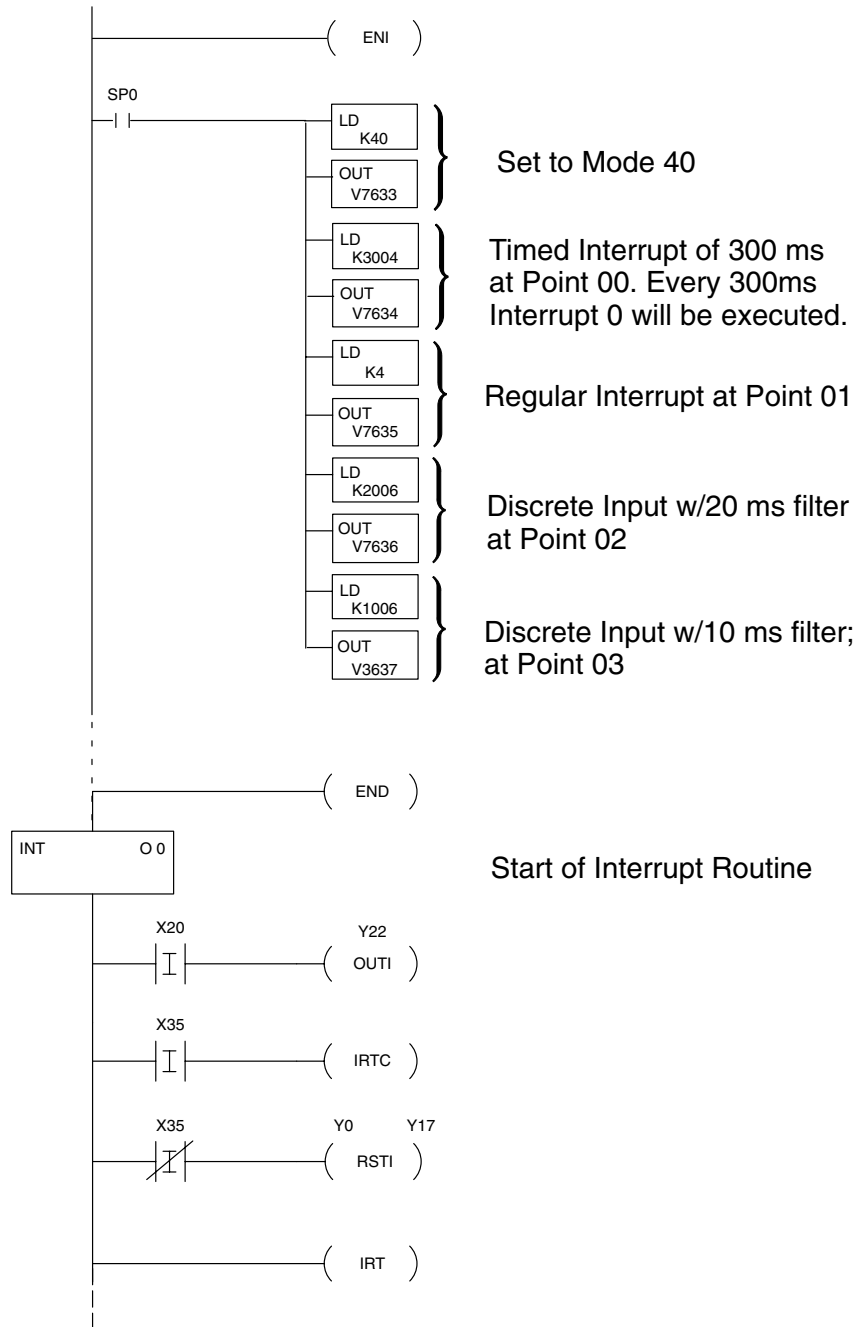 ENI
SP0
LD
K40
OUT
V7633
Set to Mode 40
LD
K3004
OUT
V7634
Timed Interrupt of 300 ms
at Point 00. Every 300ms
Interrupt 0 will be executed.
LD
K4
OUT
V7635
Regular Interrupt at Point 01
LD
K2006
OUT
V7636
Discrete Input w/20 ms filter
at Point 02
LD
K1006
OUT
V3637
Discrete Input w/10 ms filter;
at Point 03
END
INT O 0
Start of Interrupt Routine
X20 Y22
I OUTI
X35
I IRTC
X35 Y0 Y17
I RSTI
IRT